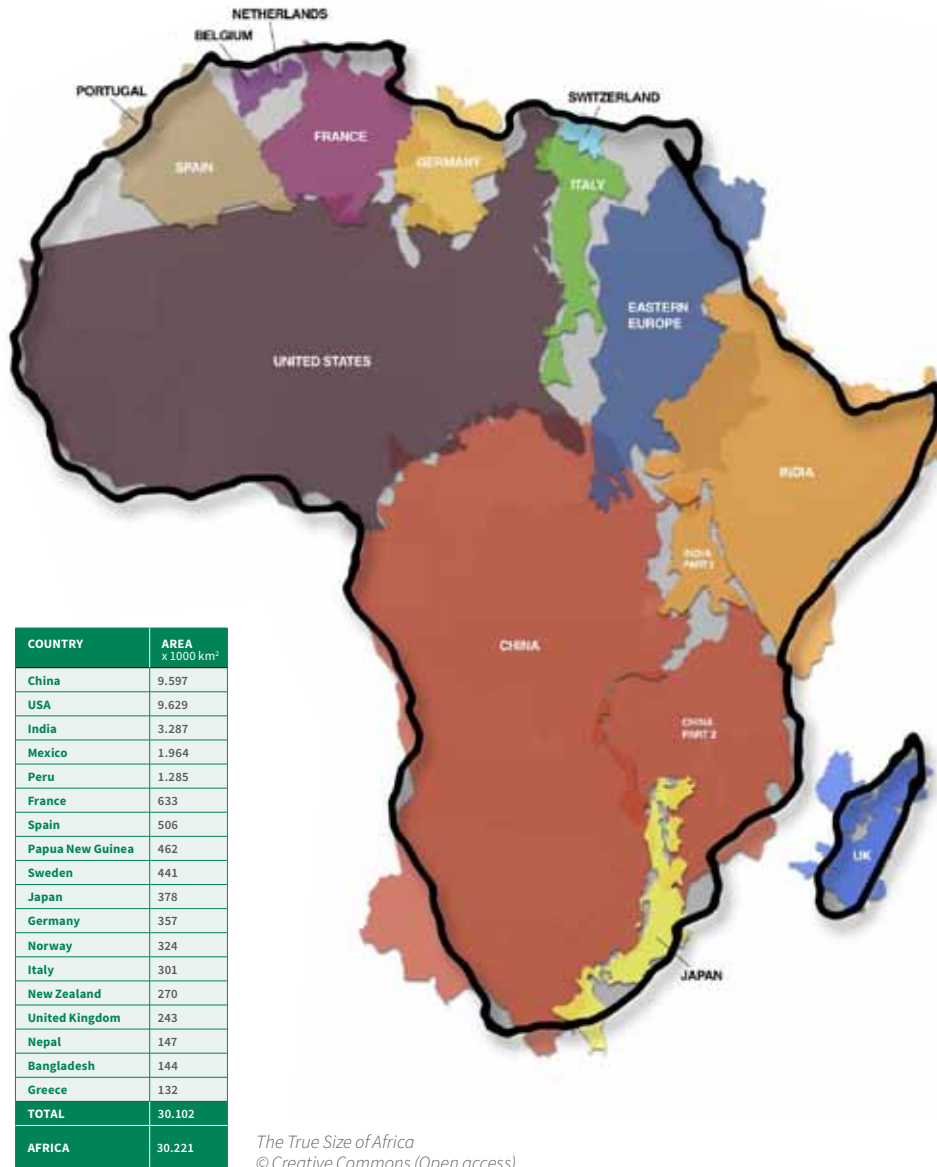 NETHERLANDS
BELGIUM
PORTUGAL
SWITZERLAND
FRANCE
SPAIN
GERMANY
ITALY
EASTERN
EUROPE
UNITED STATES
INDIA
INDIA
PART 2
CHINA
CHINA
PART 2
UK
JAPAN
COUNTRY AREA
x 1000 km²
China 9.597
USA 9.629
India 3.287
Mexico 1.964
Peru 1.285
France 633
Spain 506
Papua New Guinea 462
Sweden 441
Japan 378
Germany 357
Norway 324
Italy 301
New Zealand 270
United Kingdom 243
Nepal 147
Bangladesh 144
Greece 132
TOTAL 30.102
AFRICA 30.221
The True Size of Africa
© Creative Commons (Open access)